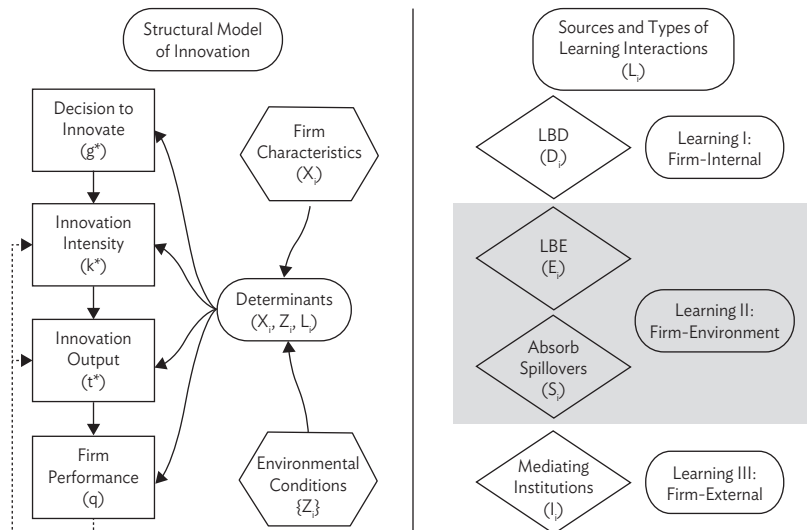 Structural Model
of Innovation
Decision to
Innovate
(g*)
Firm
Characteristics
(Xᵢ)
Innovation
Intensity
(k*)
Determinants
(Xᵢ, Zᵢ, Lᵢ)
Innovation
Output
(t*)
Firm
Performance
(q)
Environmental
Conditions
{Zᵢ}
Sources and Types of
Learning Interactions
(Lᵢ)
LBD
(Dᵢ)
Learning I:
Firm-Internal
LBE
(Eᵢ)
Learning II:
Firm-Environment
Absorb
Spillovers
(Sᵢ)
Mediating
Institutions
(Iᵢ)
Learning III:
Firm-External